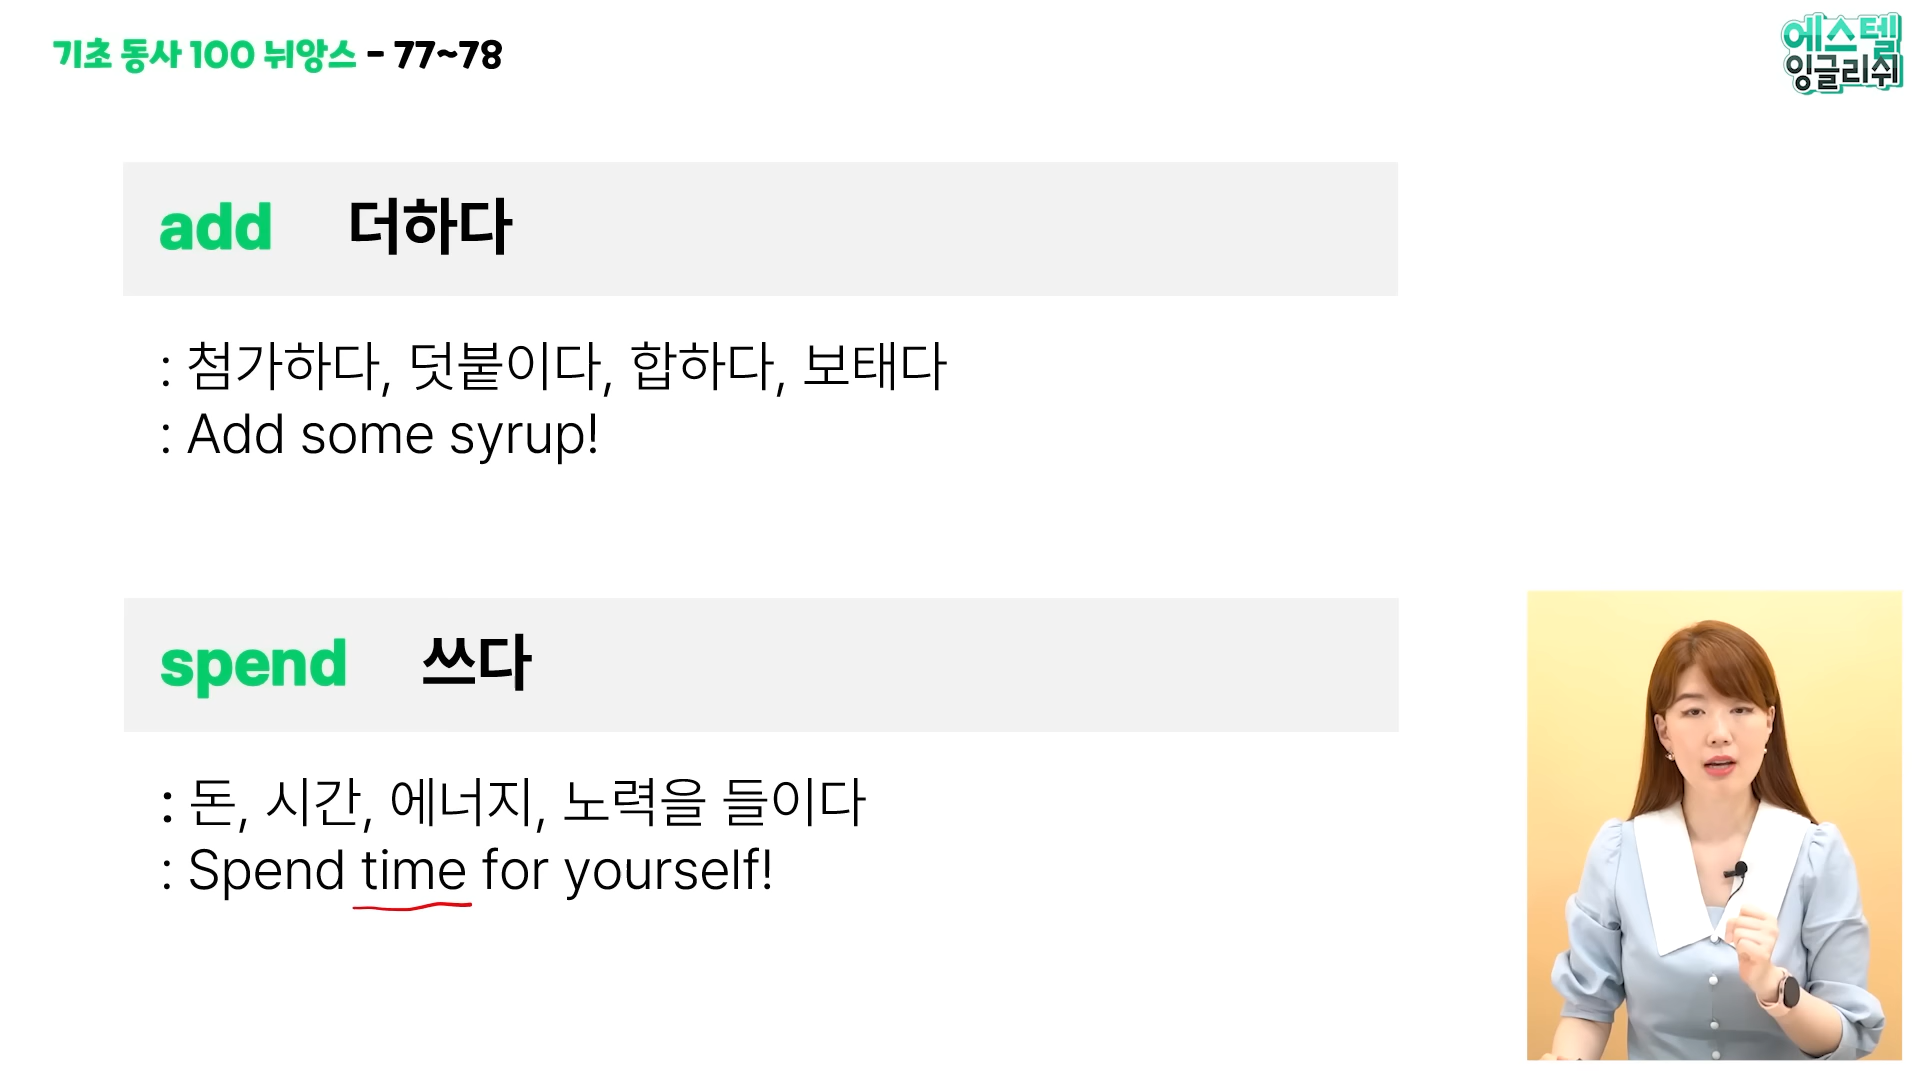 기초 동사 100 뉘앙스 - 77~78
에스텔
잉글리쉬
add 더하다
: 첨가하다, 덧붙이다, 합하다, 보태다
: Add some syrup!
spend 쓰다
: 돈, 시간, 에너지, 노력을 들이다
: Spend time for yourself!